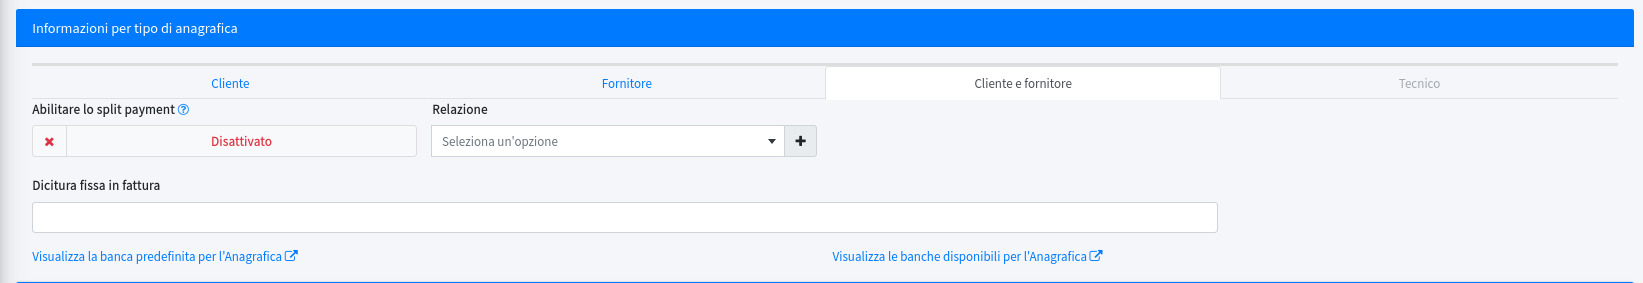 Informazioni per tipo di anagrafica
Cliente Fornitore Cliente e fornitore Tecnico
Abilitare lo split payment Relazione
Disattivato Seleziona un'opzione
Dicitura fissa in fattura
Visualizza la banca predefinita per l'Anagrafica Visualizza le banche disponibili per l'Anagrafica